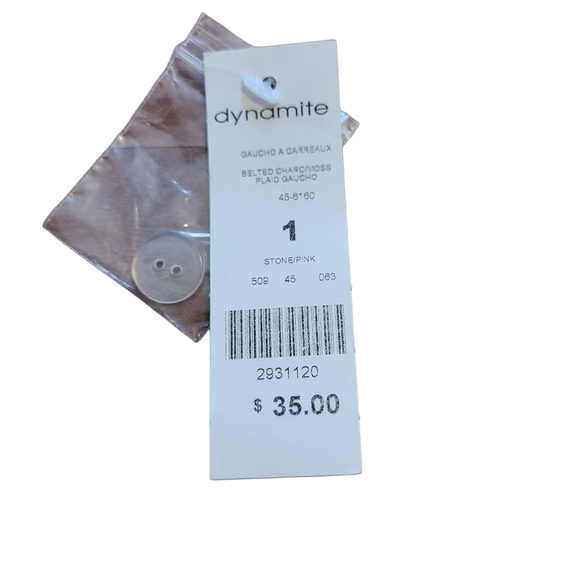 dynamite
GAUCHO A CARREAUX
BELTED CHARC/MOSS
PLAID GAUCHO
45-6160
1
STONE/PINK
509 45 063
2931120
$ 35.00